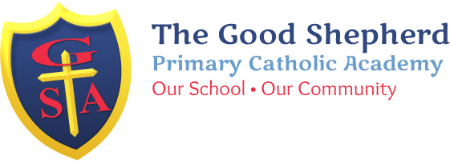 G
S A
The Good Shepherd
Primary Catholic Academy
Our School • Our Community